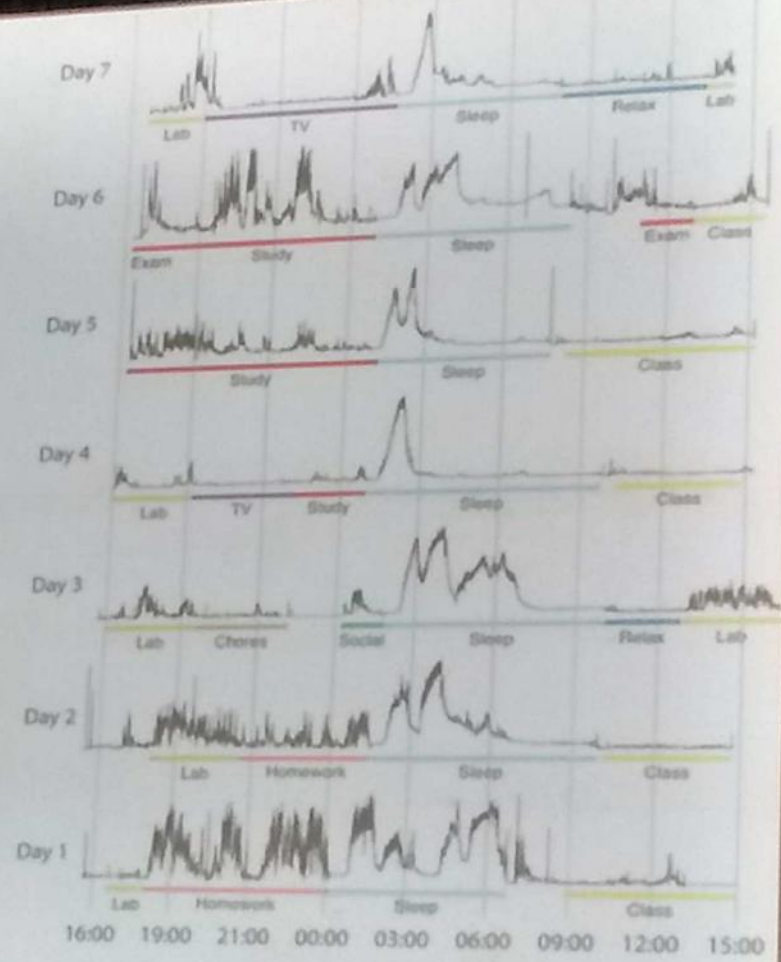 Day 7
Lab TV Sleep Relax Lab
Day 6
Exam Study Sleep Exam Class
Day 5
Study Sleep Class
Day 4
Lab TV Study Sleep Class
Day 3
Lab Chores Social Sleep Relax Lab
Day 2
Lab Homework Sleep Class
Day 1
Lab Homework Sleep Class
16:00 19:00 21:00 00:00 03:00 06:00 09:00 12:00 15:00